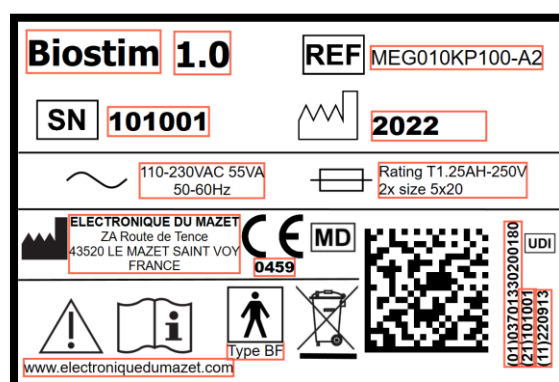 Biostim 1.0
REF MEG010KP100-A2
SN 101001
2022
110-230VAC 55VA
50-60Hz
Rating T1.25AH-250V
2x size 5x20
ELECTRONIQUE DU MAZET
ZA Route de Tence
43520 LE MAZET SAINT VOY
FRANCE
CE
0459
MD
UDI
(01)03701330200180
(21)101001
(11)220913
i
Type BF
www.electroniquedumazet.com